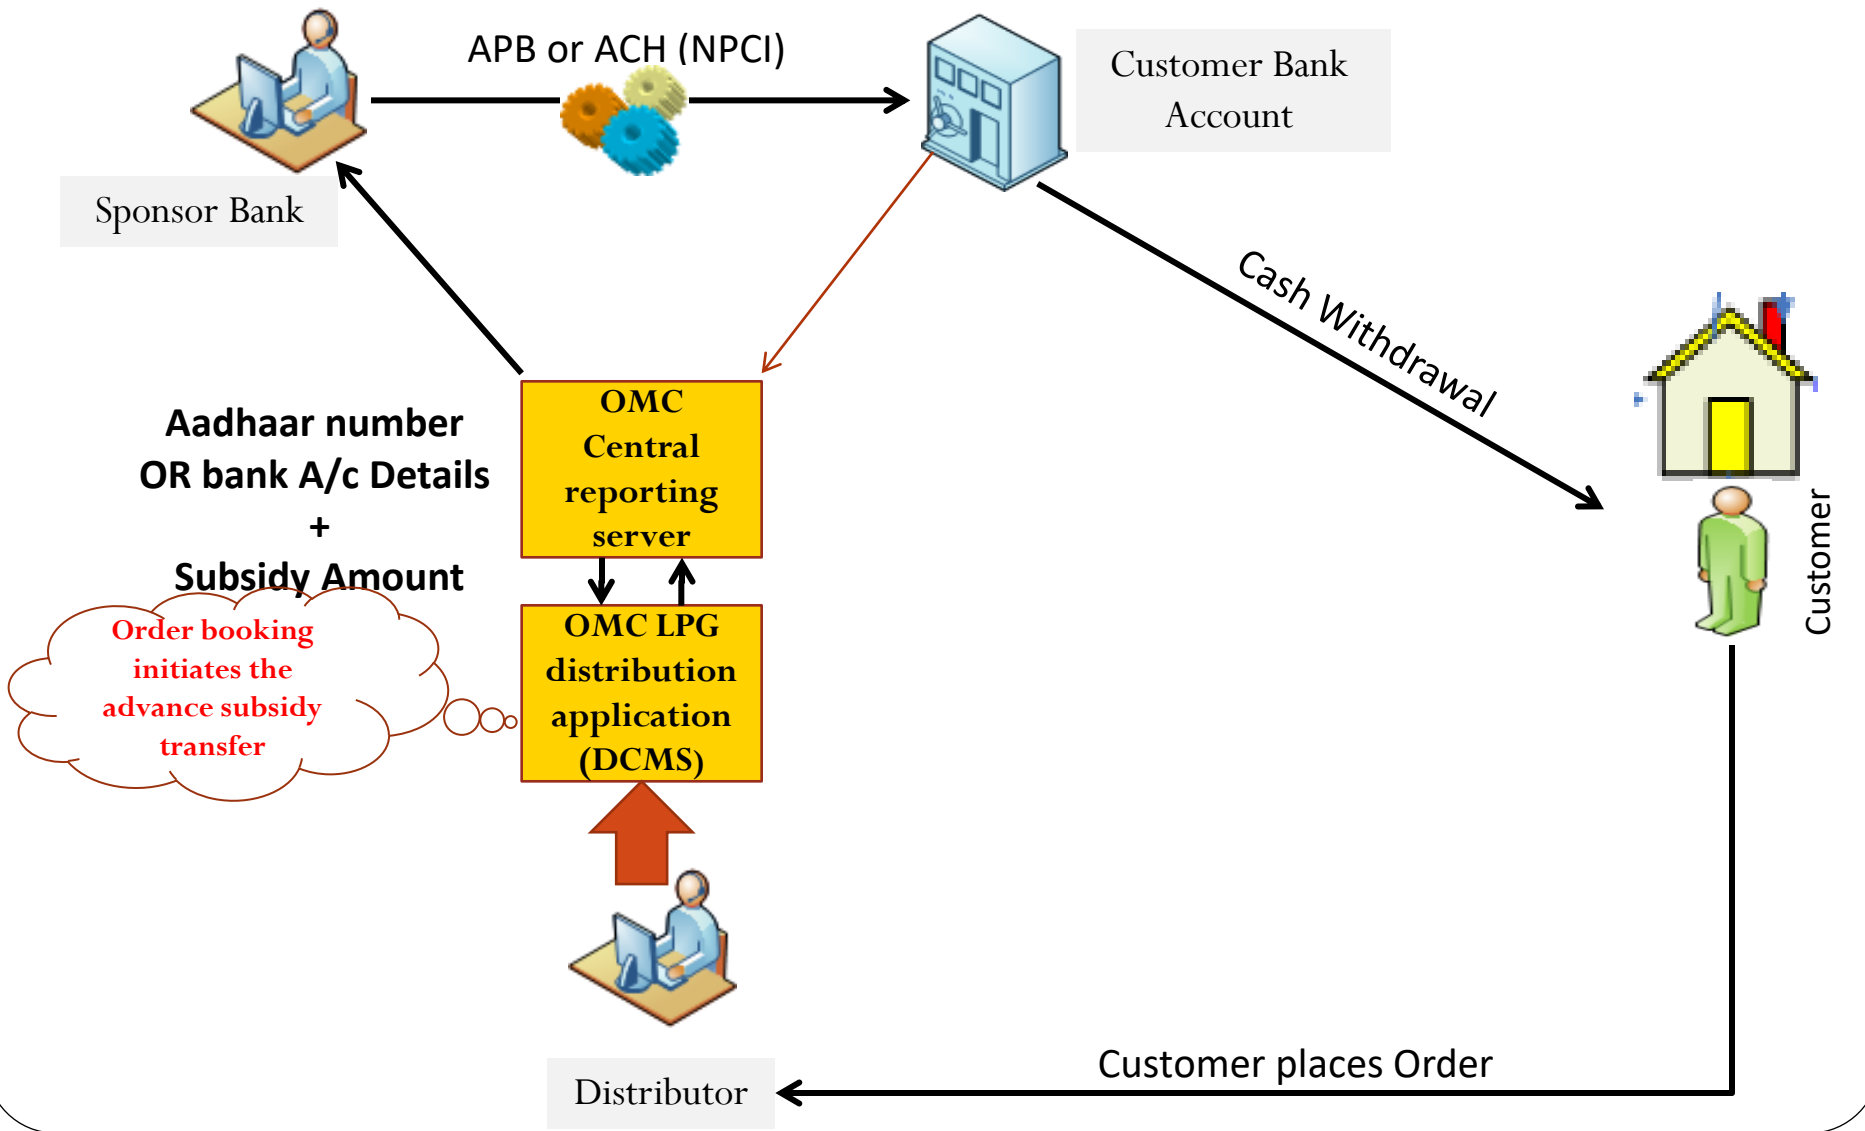 APB or ACH (NPCI)
Customer Bank
Account
Sponsor Bank
Cash Withdrawal
Aadhaar number
OR bank A/c Details
+
Subsidy Amount
OMC
Central
reporting
server
Customer
Order booking
initiates the
advance subsidy
transfer
OMC LPG
distribution
application
(DCMS)
Customer places Order
Distributor